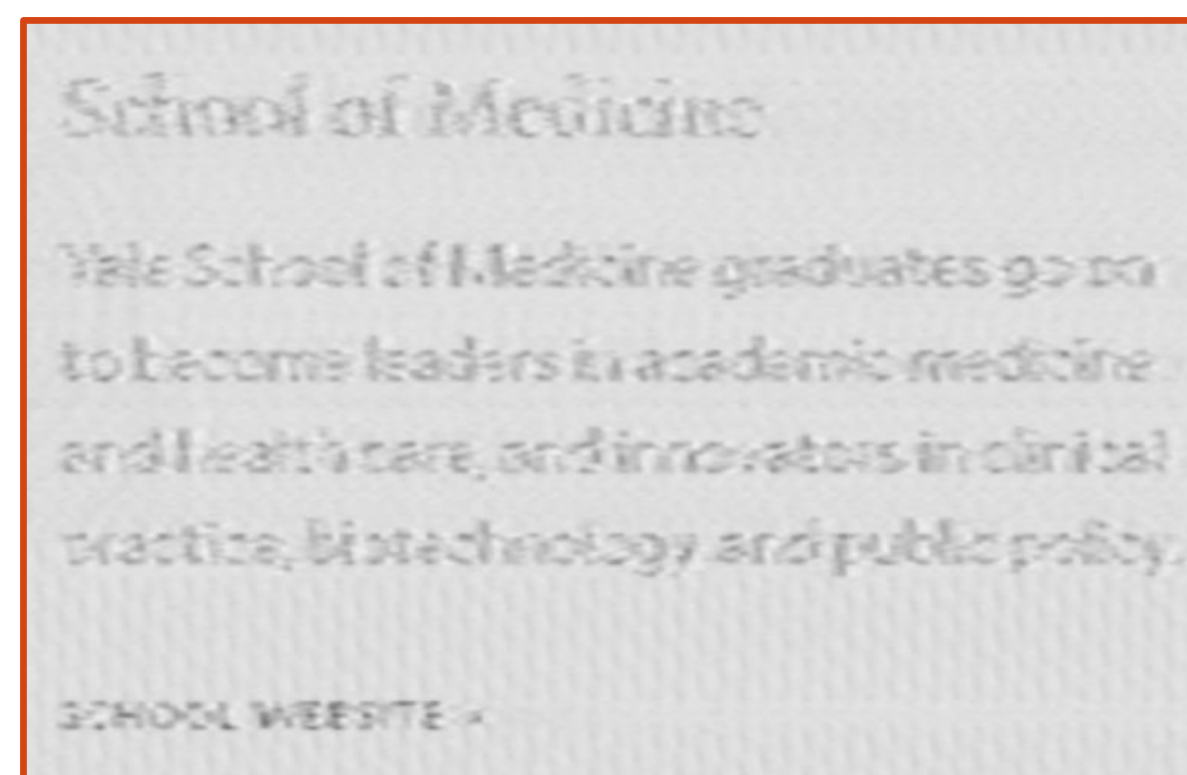 School of Medicine
Yale School of Medicine graduates go on
to become leaders in academic medicine
and health care, and innovators in clinical
practice, biotechnology and public policy.
SCHOOL WEBSITE